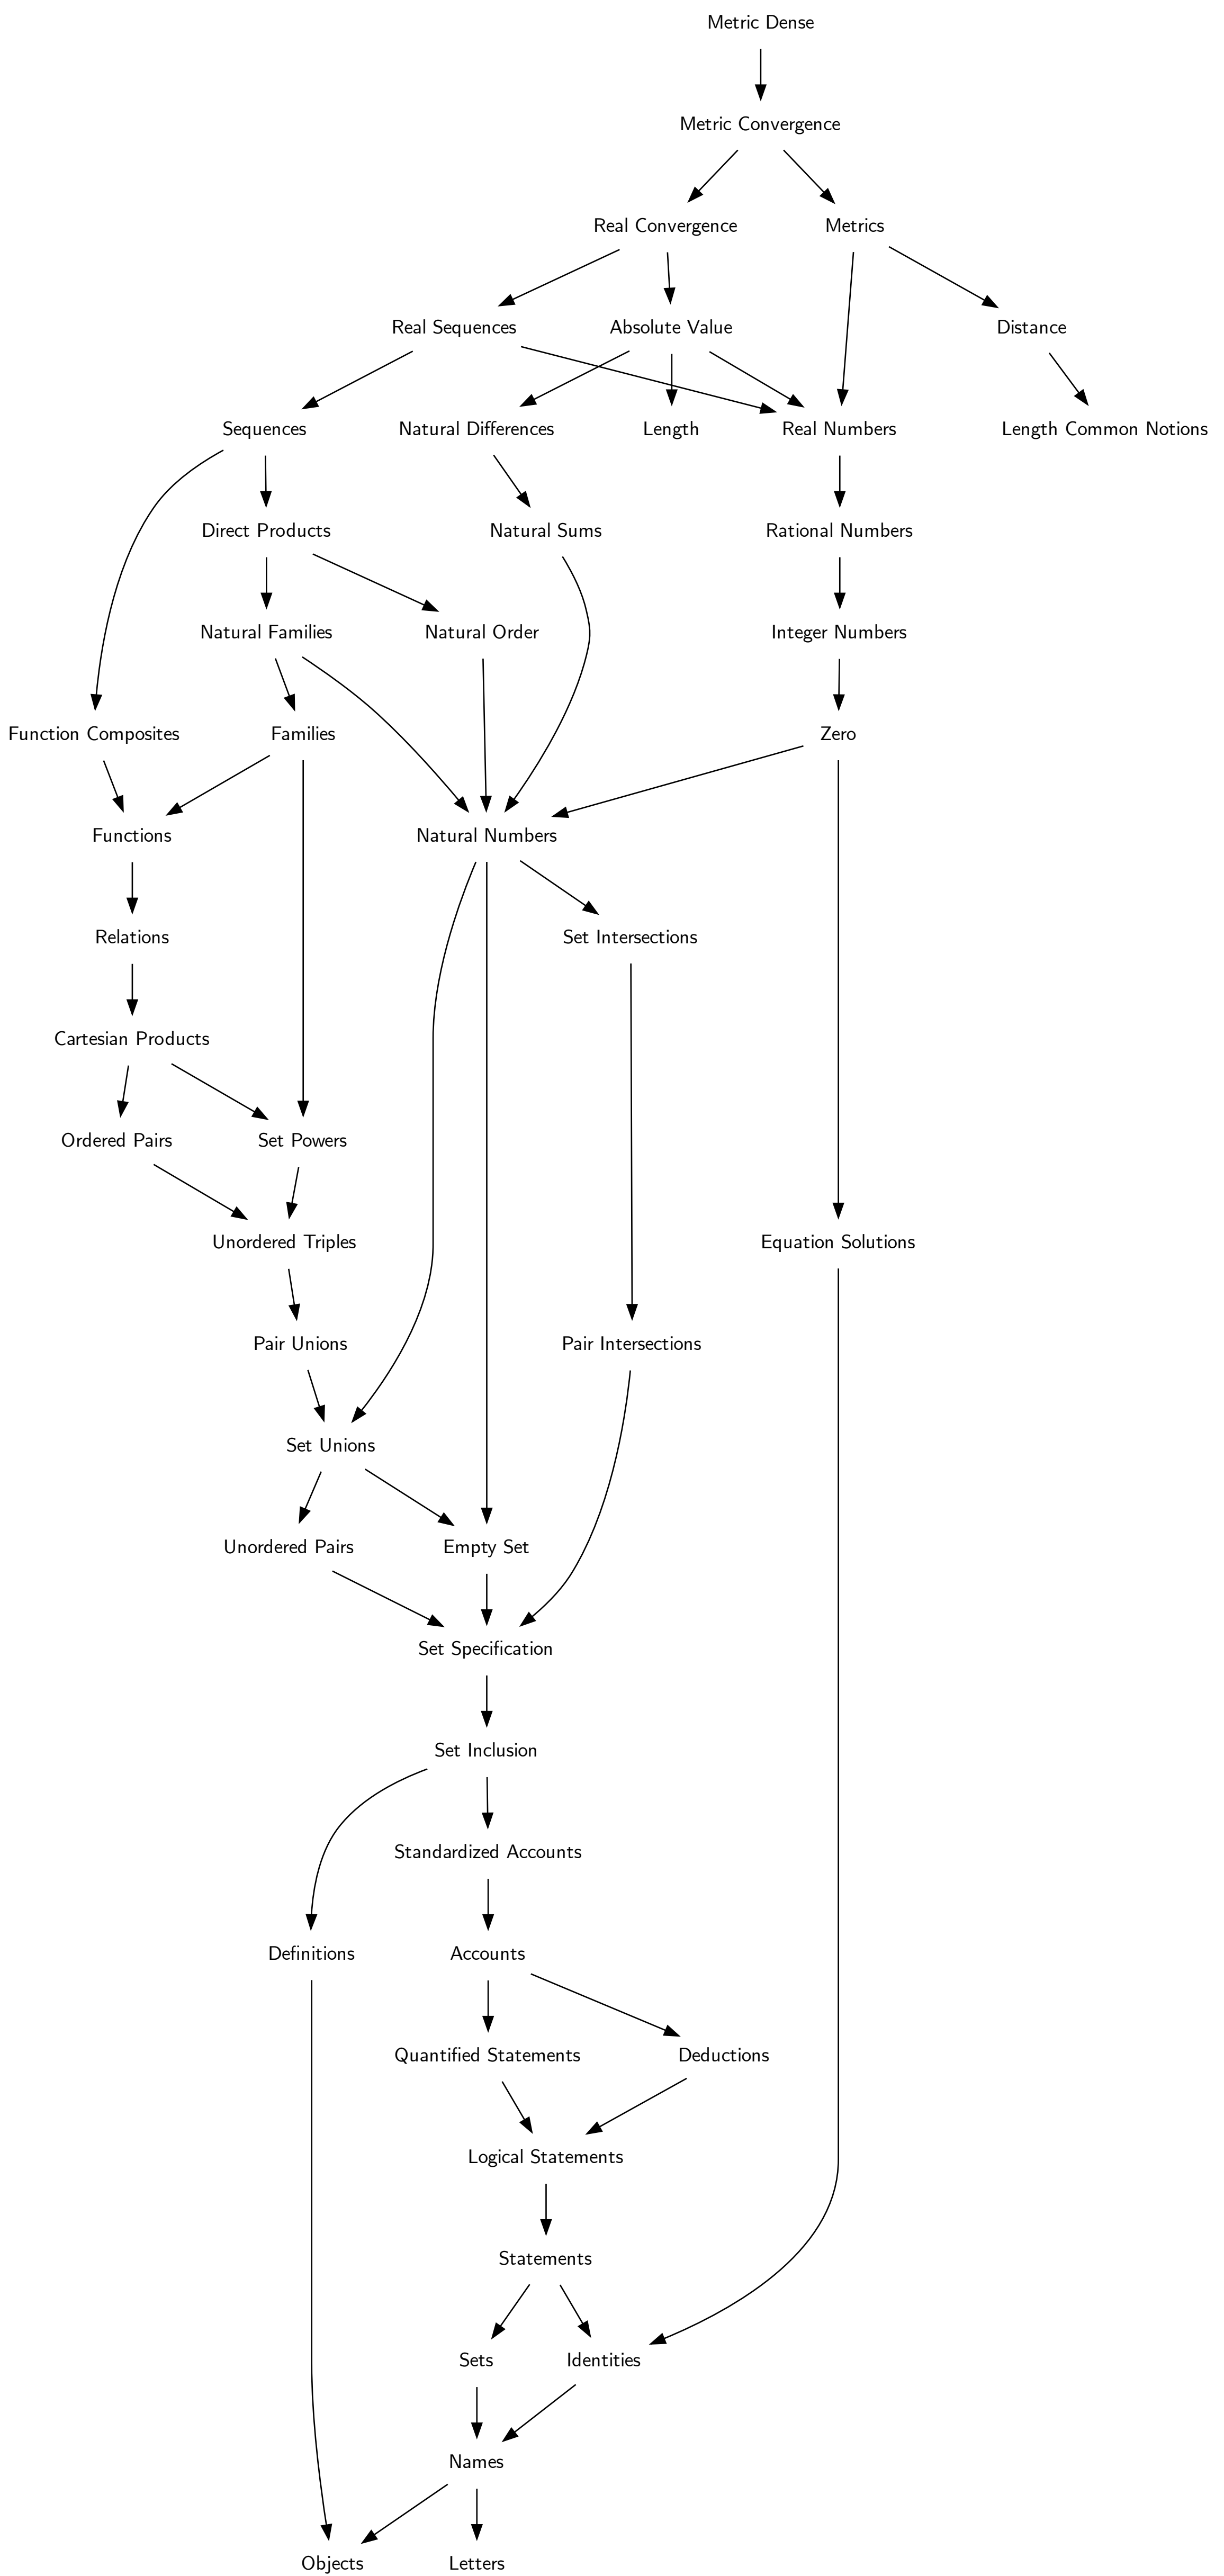 Metric Dense
Metric Convergence
Real Convergence
Metrics
Real Sequences
Absolute Value
Distance
Sequences
Natural Differences
Length
Real Numbers
Length Common Notions
Direct Products
Natural Sums
Rational Numbers
Natural Families
Natural Order
Integer Numbers
Function Composites
Families
Zero
Functions
Natural Numbers
Relations
Set Intersections
Cartesian Products
Ordered Pairs
Set Powers
Unordered Triples
Equation Solutions
Pair Unions
Pair Intersections
Set Unions
Unordered Pairs
Empty Set
Set Specification
Set Inclusion
Standardized Accounts
Definitions
Accounts
Quantified Statements
Deductions
Logical Statements
Statements
Sets
Identities
Names
Objects
Letters